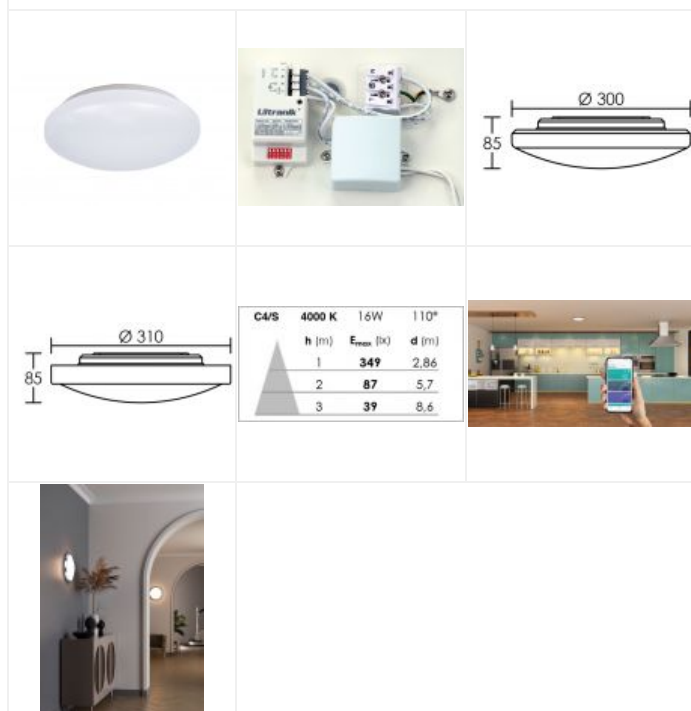 Ultronik
Ø 300
85
Ø 310
85
C4/S 4000 K 16W 110°
h (m) Emax (lx) d (m)
1 349 2,86
2 87 5,7
3 39 8,6